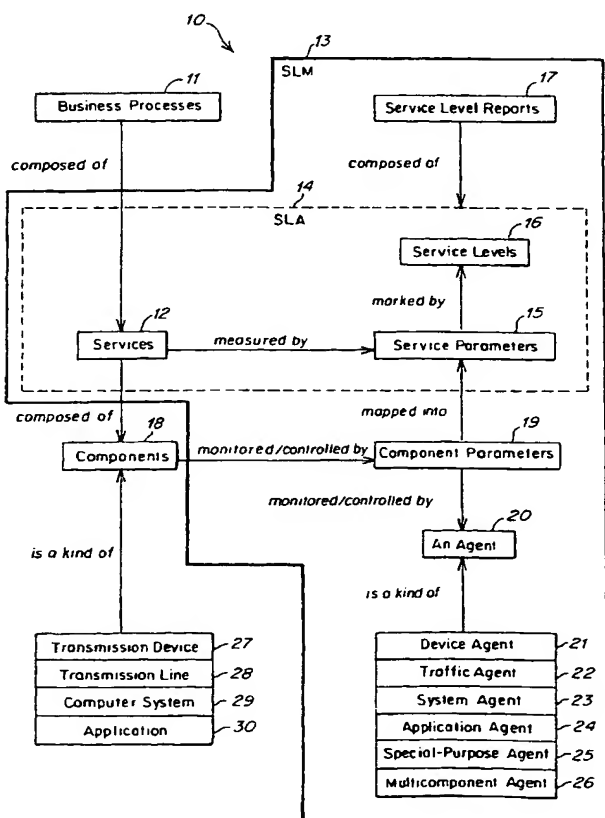 10
13
SLM
11
Business Processes
17
Service Level Reports
composed of
composed of
14
SLA
16
Service Levels
marked by
12
Services
measured by
15
Service Parameters
composed of
mapped into
18
Components
monitored/controlled by
19
Component Parameters
monitored/controlled by
20
An Agent
is a kind of
is a kind of
Transmission Device 27
Transmission Line 28
Computer System 29
Application 30
Device Agent 21
Traffic Agent 22
System Agent 23
Application Agent 24
Special-Purpose Agent 25
Multicomponent Agent 26